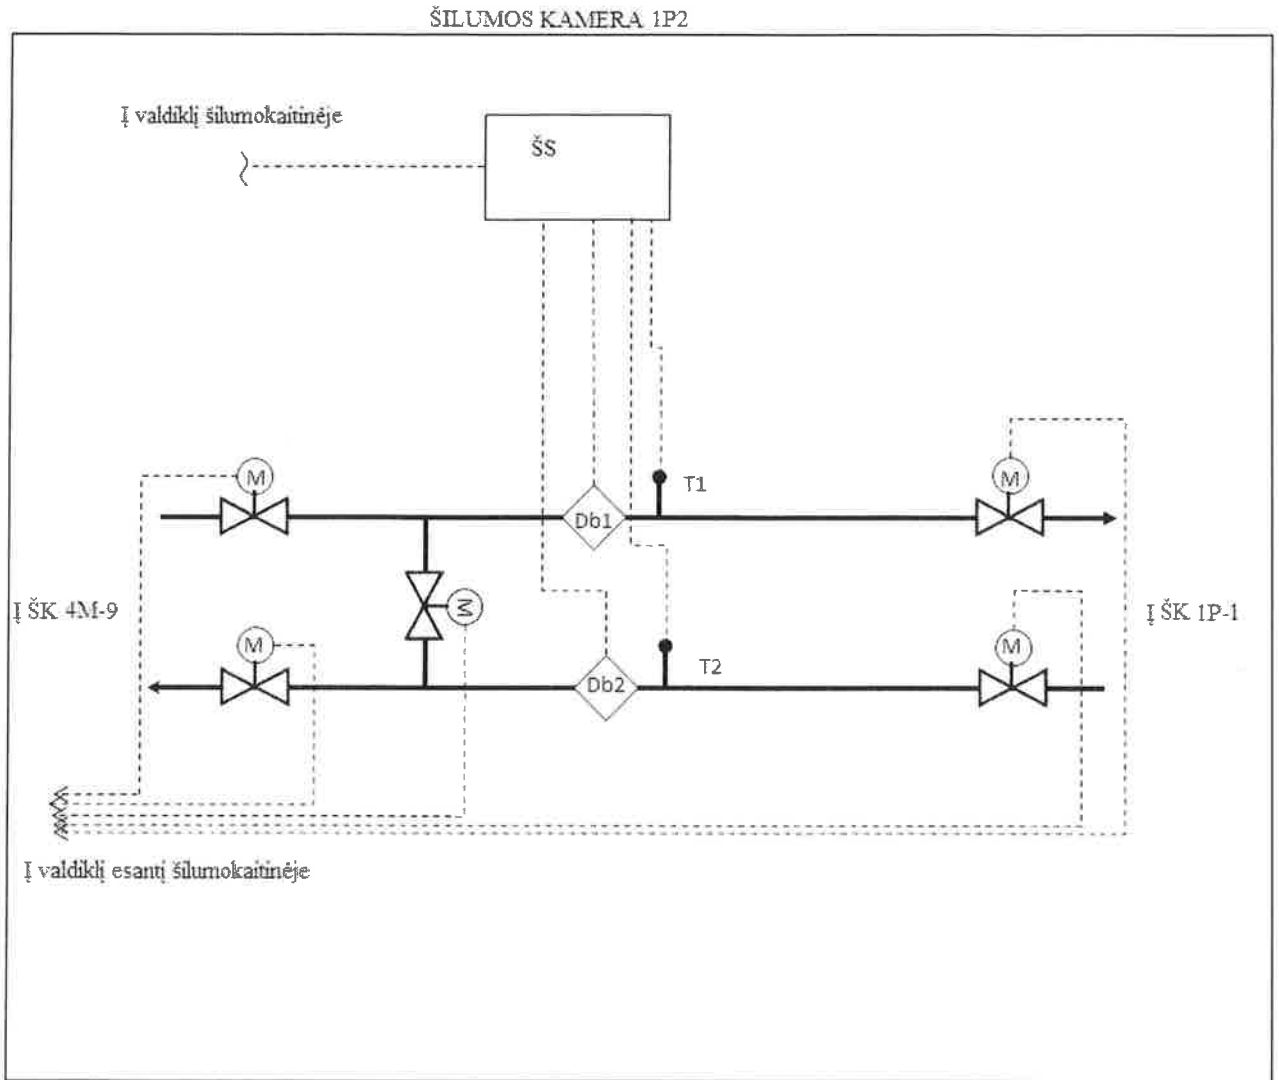 ŠILUMOS KAMERA 1P2
Į valdiklį šilumokaitinėje
ŠS
M
T1
M
Db1
Į ŠK 4M-9
M
Į ŠK 1P-1
M
M
T2
Db2
Į valdiklį esantį šilumokaitinėje